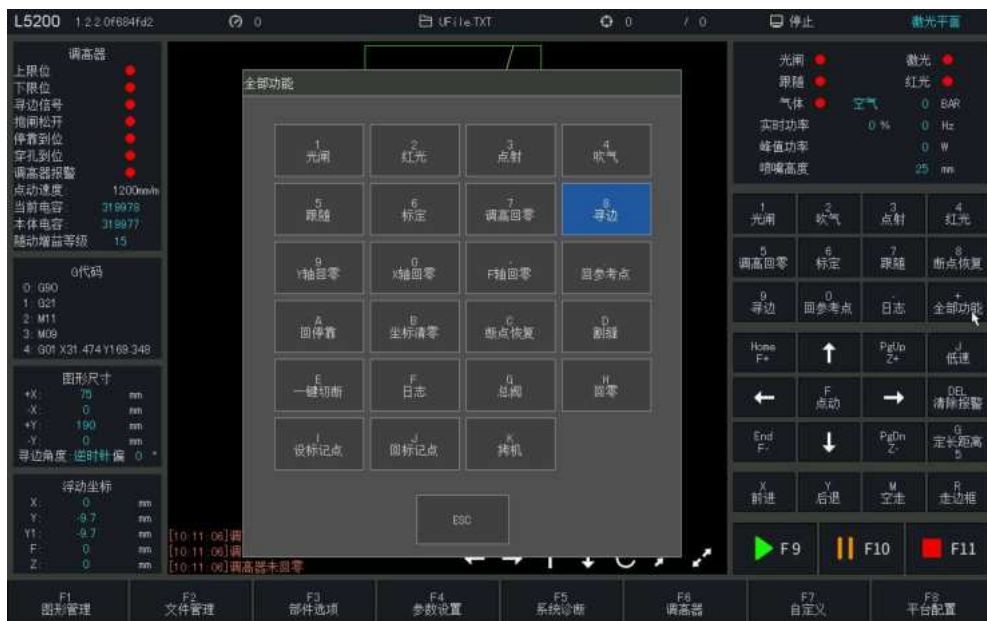 L5200 1.2.2.0f684fd2 0 UFile.TXT 0 / 0 停止 激光平面
调高器
上限位
下限位
寻边信号
抱闸松开
停靠到位
穿孔到位
调高器报警
点动速度: 1200mm/m
当前电容: 319978
本体电容: 319977
随动增益等级 15
G代码
0: G90
1: G21
2: M11
3: M09
4: G01 X31.474 Y169.348
图形尺寸
+X: 75 mm
-X: 0 mm
+Y: 190 mm
-Y: 0 mm
寻边角度:逆时针偏 0 °
浮动坐标
X: 0 mm
Y: -9.7 mm
Y1: -9.7 mm
F: 0 mm
Z: 0 mm
全部功能
1 光闸
2 红光
3 点射
4 吹气
5 跟随
6 标定
7 调高回零
8 寻边
9 Y轴回零
0 X轴回零
. F轴回零
- 回参考点
A 回停靠
B 坐标清零
C 断点恢复
D 割缝
E 一键切断
F 日志
G 总阀
H 回零
I 设标记点
J 回标记点
K 拷机
ESC
[10:11:06]调
[10:11:06]调
[10:11:06]调高器未回零
光闸 激光
跟随 红光
气体 空气 0 BAR
实时功率 0 % 0 Hz
峰值功率 0 W
喷嘴高度 25 mm
1 光闸
2 吹气
3 点射
4 红光
5 调高回零
6 标定
7 跟随
8 断点恢复
9 寻边
0 回参考点
. 日志
+ 全部功能
Home F+
PgUp Z+
J 低速
F 点动
DEL 清除报警
End F-
PgDn Z-
G 定长距离 5
X 前进
Y 后退
M 空走
R 走边框
F9
F10
F11
F1 图形管理
F2 文件管理
F3 部件选项
F4 参数设置
F5 系统诊断
F6 调高器
F7 自定义
F8 平台配置